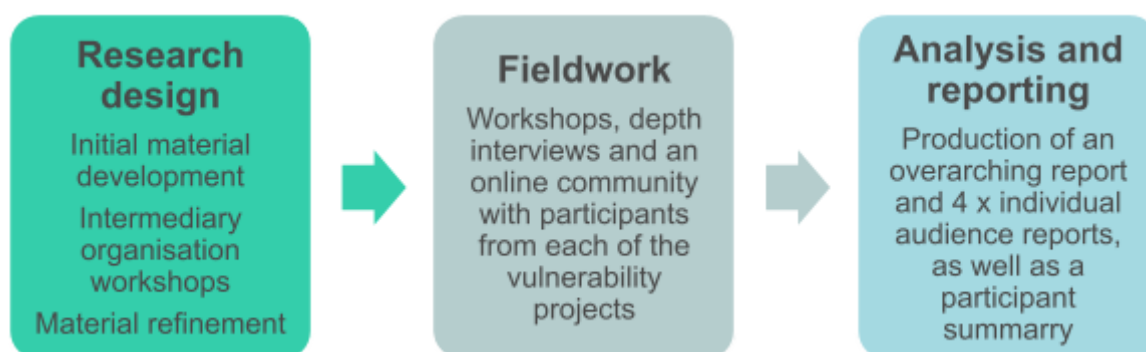 Research
design
Initial material
development
Intermediary
organisation
workshops
Material refinement
Fieldwork
Workshops, depth
interviews and an
online community
with participants
from each of the
vulnerability
projects
Analysis and
reporting
Production of an
overarching report
and 4 x individual
audience reports,
as well as a
participant
summarry